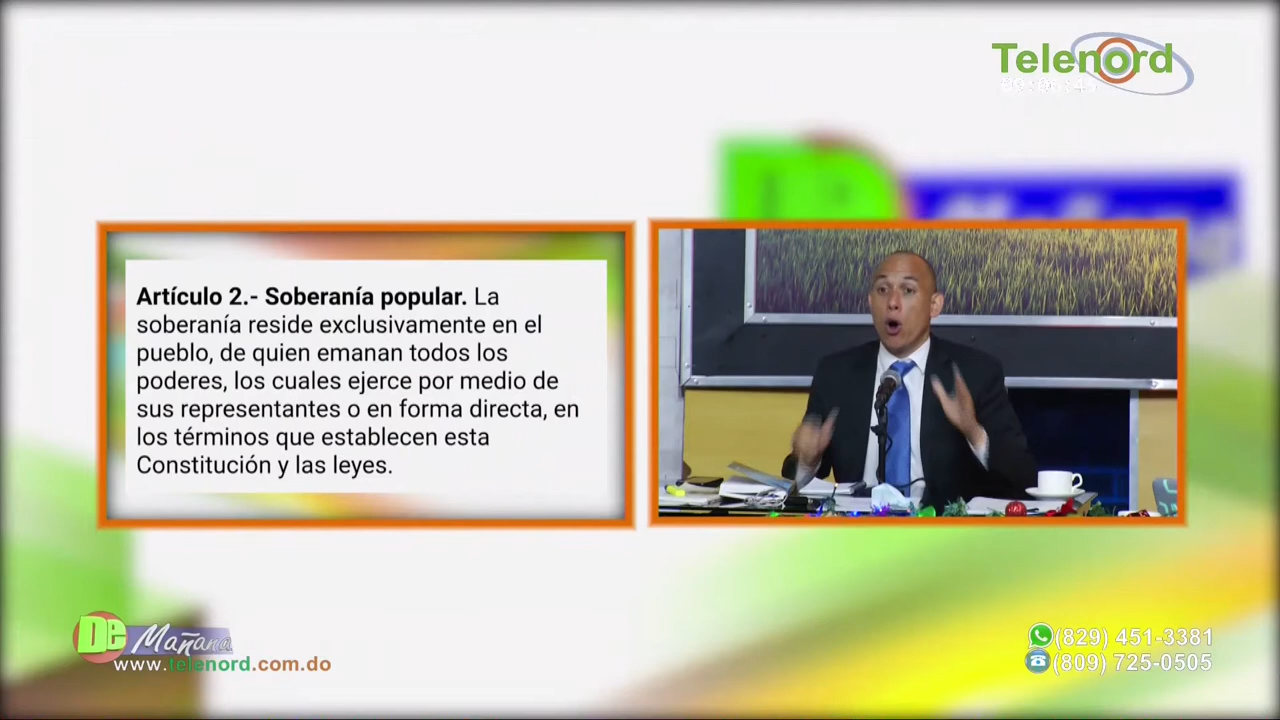 Telenord
Artículo 2.- Soberanía popular. La
soberanía reside exclusivamente en el
pueblo, de quien emanan todos los
poderes, los cuales ejerce por medio de
sus representantes o en forma directa, en
los términos que establecen esta
Constitución y las leyes.
De Mañana
www.telenord.com.do
(829) 451-3381
(809) 725-0505